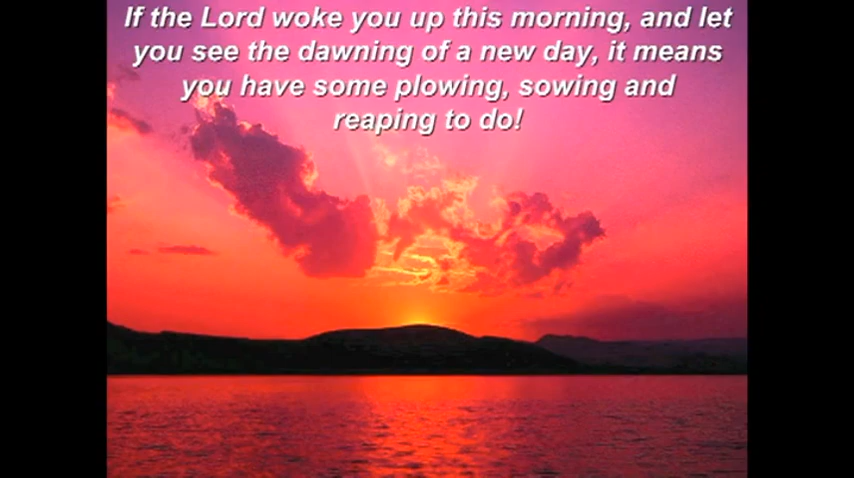 If the Lord woke you up this morning, and let
you see the dawning of a new day, it means
you have some plowing, sowing and
reaping to do!